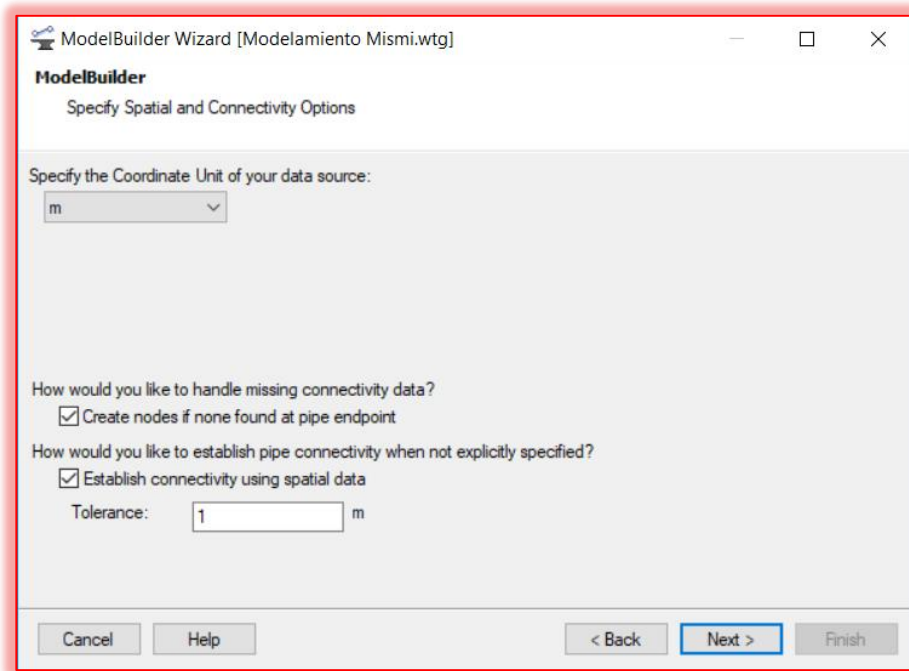 ModelBuilder Wizard [Modelamiento Mismi.wtg]
ModelBuilder
Specify Spatial and Connectivity Options
Specify the Coordinate Unit of your data source:
m
How would you like to handle missing connectivity data?
Create nodes if none found at pipe endpoint
How would you like to establish pipe connectivity when not explicitly specified?
Establish connectivity using spatial data
Tolerance: 1 m
Cancel Help < Back Next > Finish